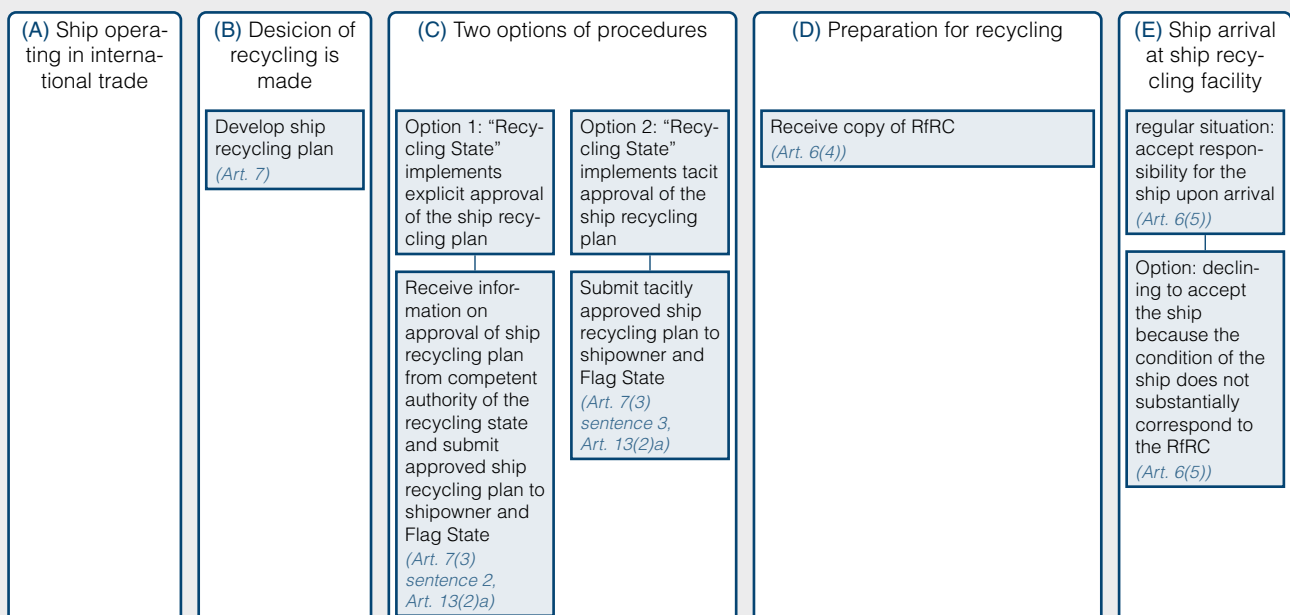 (A) Ship opera-
ting in interna-
tional trade
(B) Desicion of
recycling is
made
Develop ship
recycling plan
(Art. 7)
(C) Two options of procedures
Option 1: “Recy-
cling State”
implements
explicit approval
of the ship recy-
cling plan
Receive infor-
mation on
approval of ship
recycling plan
from competent
authority of the
recycling state
and submit
approved ship
recycling plan to
shipowner and
Flag State
(Art. 7(3)
sentence 2,
Art. 13(2)a)
Option 2: “Recy-
cling State”
implements tacit
approval of the
ship recycling
plan
Submit tacitly
approved ship
recycling plan to
shipowner and
Flag State
(Art. 7(3)
sentence 3,
Art. 13(2)a)
(D) Preparation for recycling
Receive copy of RfRC
(Art. 6(4))
(E) Ship arrival
at ship recy-
cling facility
regular situation:
accept respon-
sibility for the
ship upon arrival
(Art. 6(5))
Option: declin-
ing to accept
the ship
because the
condition of the
ship does not
substantially
correspond to
the RfRC
(Art. 6(5))